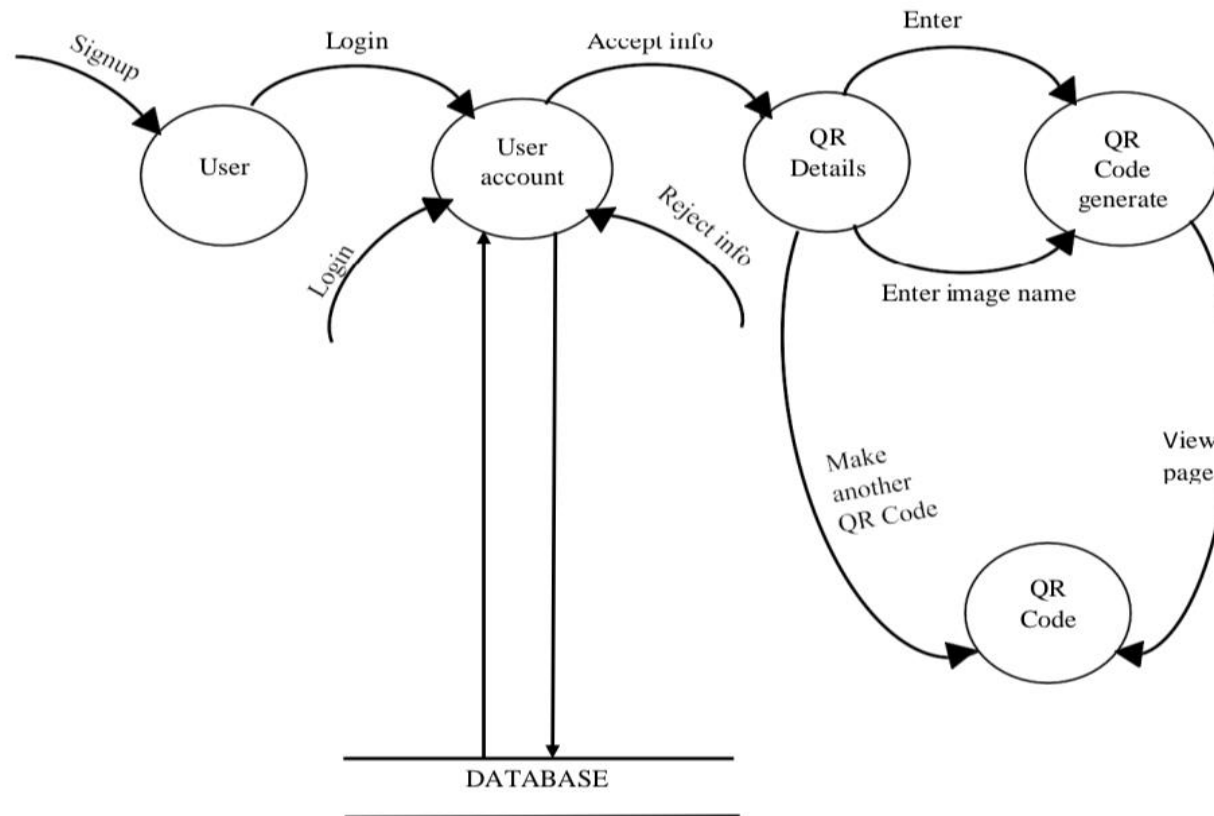 Enter
Login
Accept info
Signup
User
User
account
QR
Details
QR
Code
generate
Login
Reject info
Enter image name
Make
another
QR Code
View
page
QR
Code
DATABASE